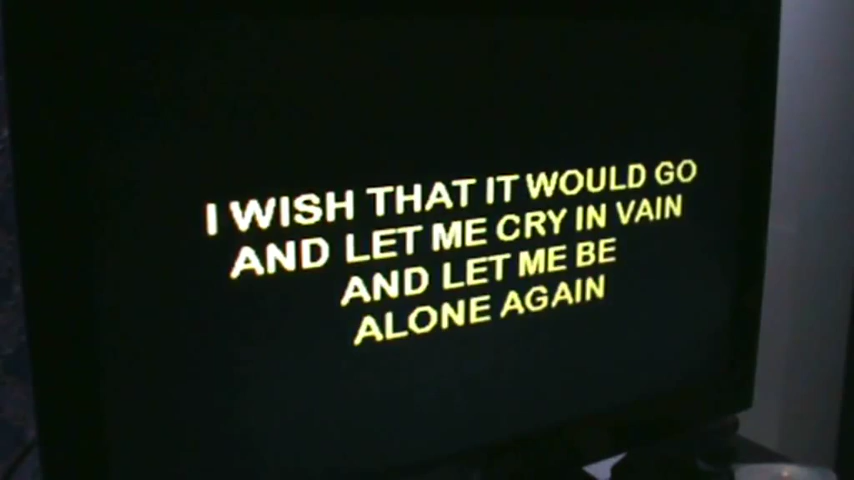 I WISH THAT IT WOULD GO
AND LET ME CRY IN VAIN
AND LET ME BE
ALONE AGAIN